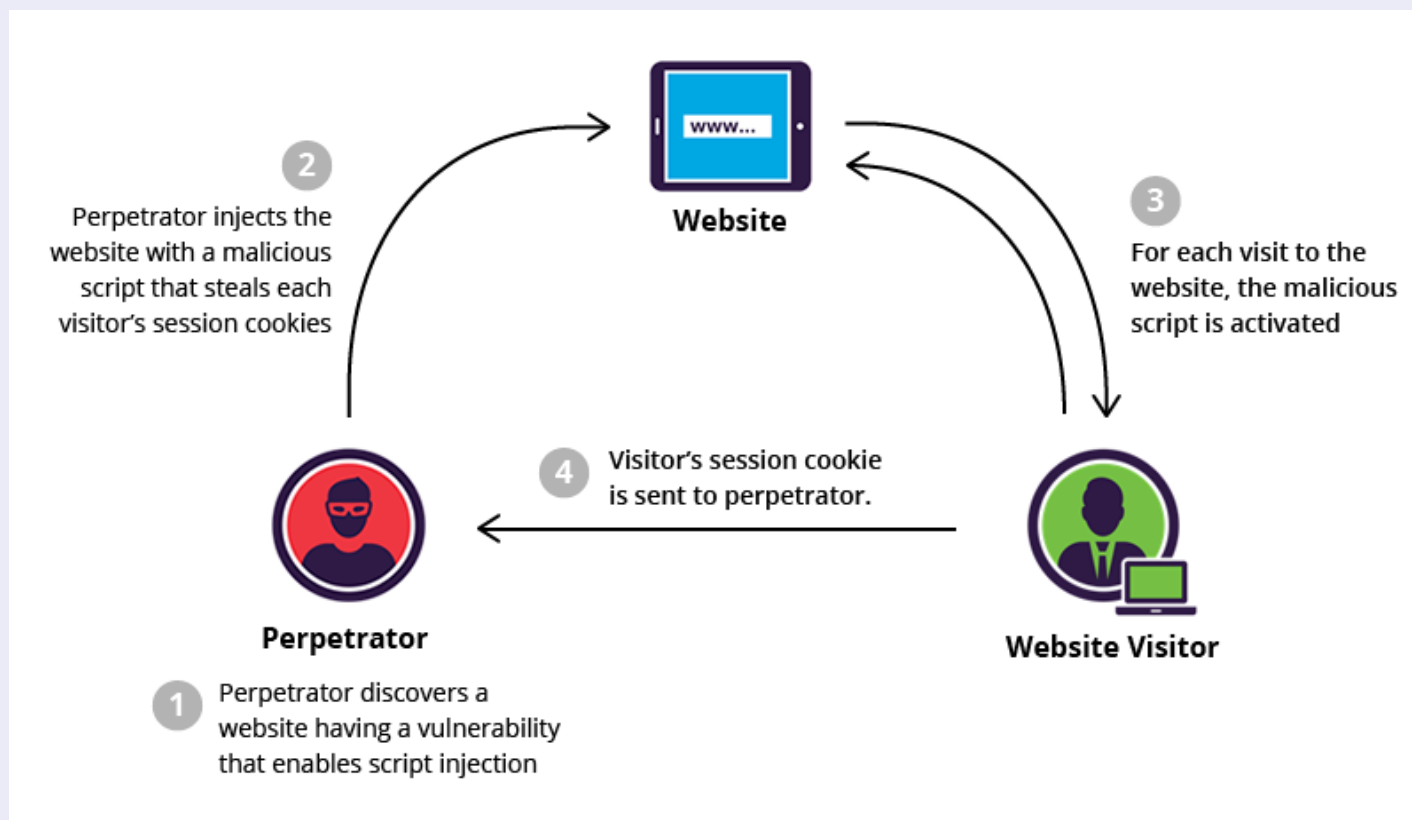 www...
Website
2
Perpetrator injects the
website with a malicious
script that steals each
visitor’s session cookies
3
For each visit to the
website, the malicious
script is activated
4
Visitor’s session cookie
is sent to perpetrator.
Perpetrator
Website Visitor
1
Perpetrator discovers a
website having a vulnerability
that enables script injection